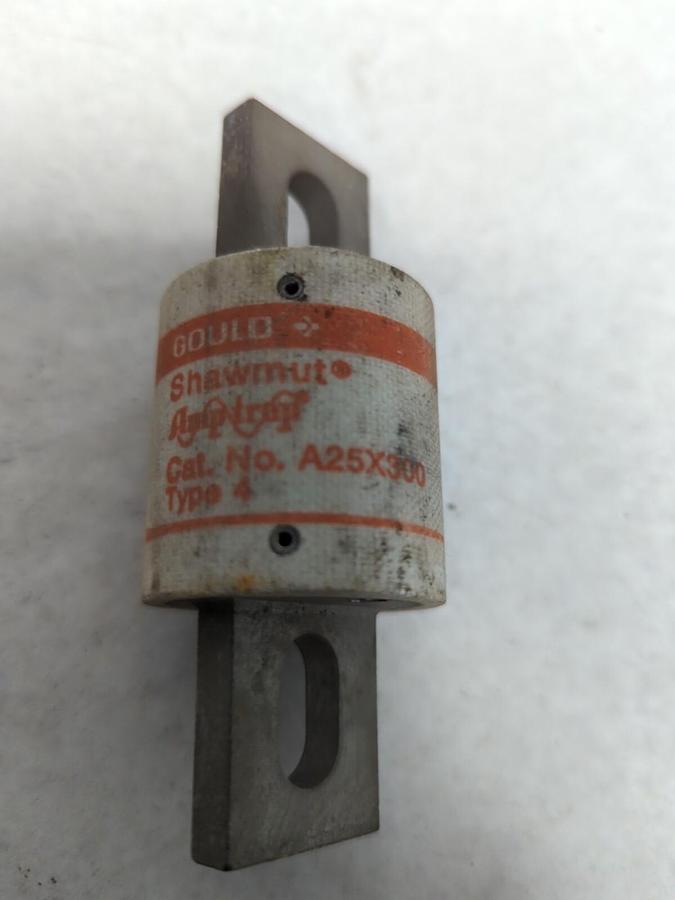 GOULD
Shawmut®
Amp-trap®
Cat. No. A25X300
Type 4